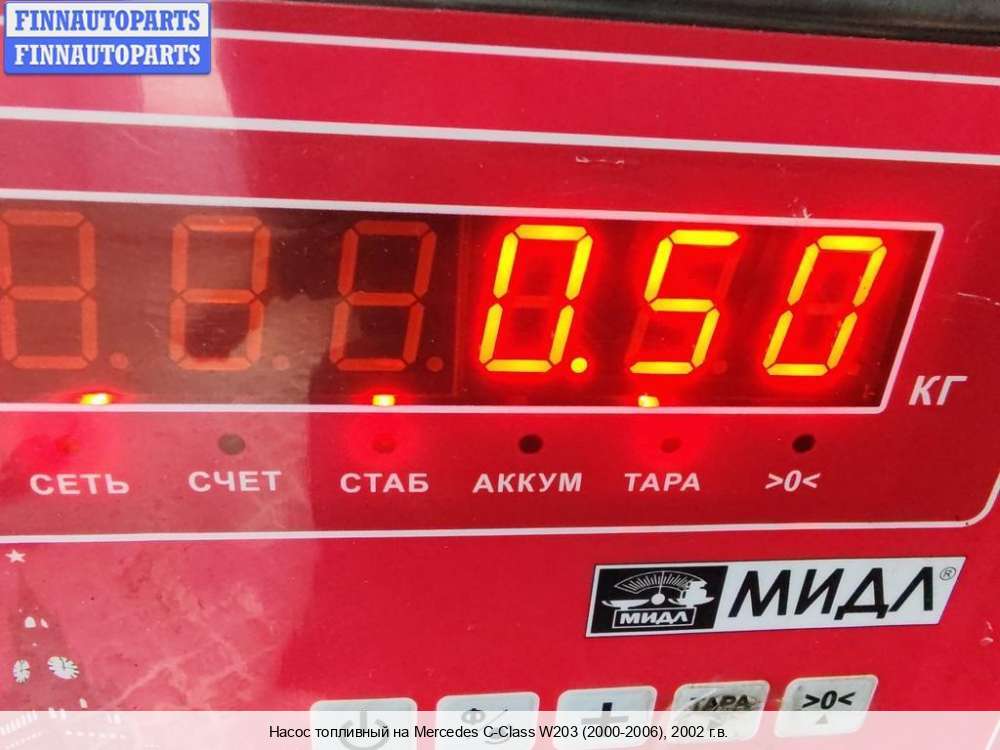 FINNAUTOPARTS
FINNAUTOPARTS
0.50
КГ
СЕТЬ СЧЕТ СТАБ АККУМ ТАРА >0<
МИДЛ®
МИДЛ
ТАРА >0<
Насос топливный на Mercedes C-Class W203 (2000-2006), 2002 г.в.